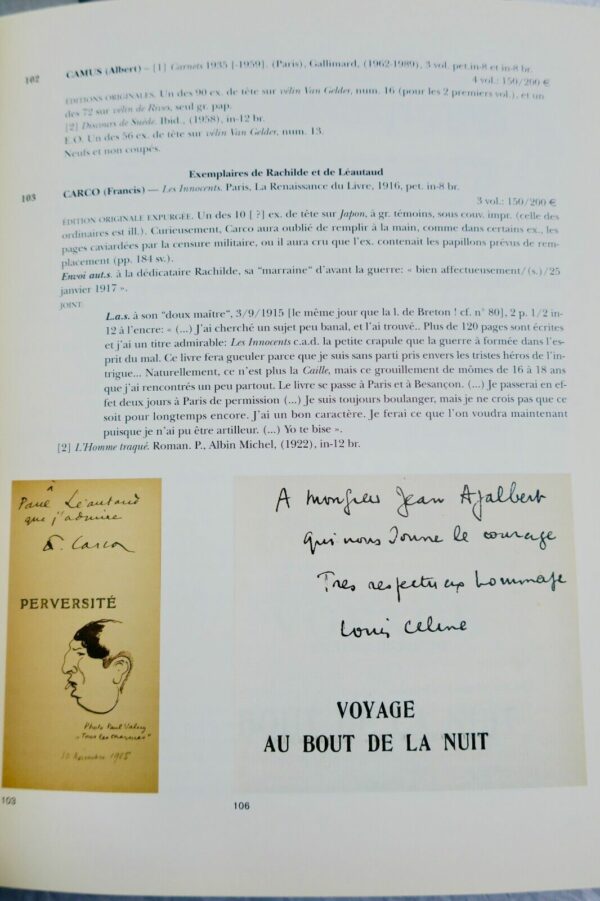 102
CAMUS (Albert) – [1] Carnets 1935 [-1959]. (Paris), Gallimard, (1962-1989), 3 vol. pet.in-8 et in-8 br.
4 vol.: 150/200 €
ÉDITIONS ORIGINALES. Un des 90 ex. de tête sur vélin Van Gelder, num. 16 (pour les 2 premiers vol.), et un
des 72 sur vélin de Rives, seul gr. pap.
[2] Discours de Suède. Ibid., (1958), in-12 br.
E.O. Un des 56 ex. de tête sur vélin Van Gelder, num. 13.
Neufs et non coupés.
Exemplaires de Rachilde et de Léautaud
103
CARCO (Francis) — Les Innocents. Paris, La Renaissance du Livre, 1916, pet. in-8 br.
3 vol.: 150/200 €
ÉDITION ORIGINALE EXPURGÉE. Un des 10 [ ?] ex. de tête sur Japon, à gr. témoins, sous couv. impr. (celle des
ordinaires est ill.). Curieusement, Carco aura oublié de remplir à la main, comme dans certains ex., les
pages caviardées par la censure militaire, ou il aura cru que l'ex. contenait les papillons prévus de rem-
placement (pp. 184 sv.).
Envoi aut.s. à la dédicataire Rachilde, sa "marraine" d'avant la guerre: « bien affectueusement/(s.)/25
janvier 1917 ».
JOINT:
L.a.s. à son "doux maître", 3/9/1915 [le même jour que la l. de Breton ! cf. n° 80], 2 p. 1/2 in-
12 à l'encre: « (...) J'ai cherché un sujet peu banal, et l'ai trouvé.. Plus de 120 pages sont écrites
et j'ai un titre admirable: Les Innocents c.a.d. la petite crapule que la guerre à formée dans l'es-
prit du mal. Ce livre fera gueuler parce que je suis sans parti pris envers les tristes héros de l'in-
trigue... Naturellement, ce n'est plus la Caille, mais ce grouillement de mômes de 16 à 18 ans
que j'ai rencontrés un peu partout. Le livre se passe à Paris et à Besançon. (...) Je passerai en ef-
fet deux jours à Paris de permission (...) Je suis toujours boulanger, mais je ne crois pas que ce
soit pour longtemps encore. J'ai un bon caractère. Je ferai ce que l'on voudra maintenant
puisque je n'ai pu être artilleur. (...) Yo te bise ».
[2] L'Homme traqué. Roman. P., Albin Michel, (1922), in-12 br.
à
Paul Léautaud
que j'admire
F. Carco
PERVERSITÉ
Photo Paul Valéry
"Tous les charmes"
novembre
A Monsieur Jean Ajalbert
qui nous donne le courage
Très respectueux hommage
Louis Céline
VOYAGE
AU BOUT DE LA NUIT
103
106